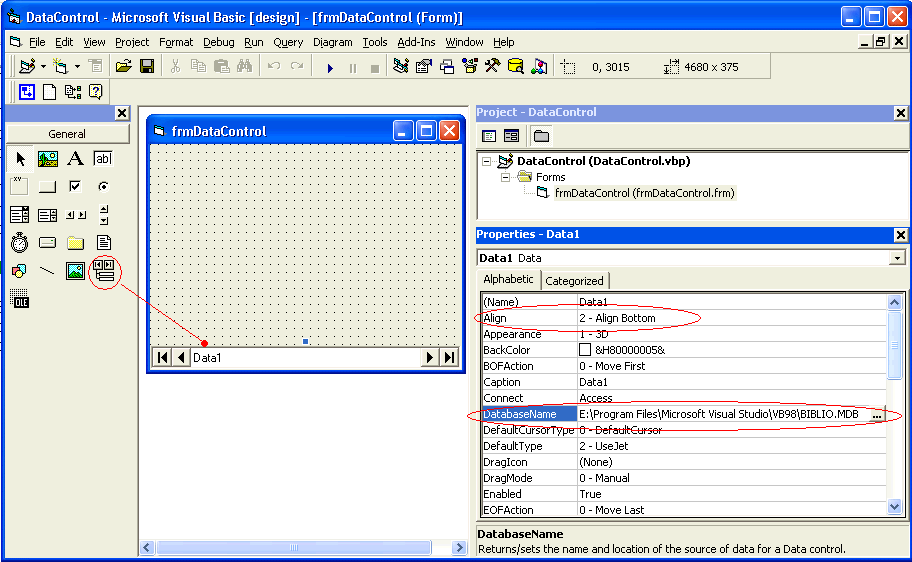 DataControl - Microsoft Visual Basic [design] - [frmDataControl (Form)]
File Edit View Project Format Debug Run Query Diagram Tools Add-Ins Window Help
0, 3015 4680 x 375
General
A ab|
xv
OLE
frmDataControl
Data1
Project - DataControl
DataControl (DataControl.vbp)
Forms
frmDataControl (frmDataControl.frm)
Properties - Data1
Data1 Data
Alphabetic Categorized
(Name) Data1
Align 2 - Align Bottom
Appearance 1 - 3D
BackColor &H80000005&
BOFAction 0 - Move First
Caption Data1
Connect Access
DatabaseName E:\Program Files\Microsoft Visual Studio\VB98\BIBLIO.MDB ...
DefaultCursorType 0 - DefaultCursor
DefaultType 2 - UseJet
DragIcon (None)
DragMode 0 - Manual
Enabled True
EOFAction 0 - Move Last
DatabaseName
Returns/sets the name and location of the source of data for a Data control.